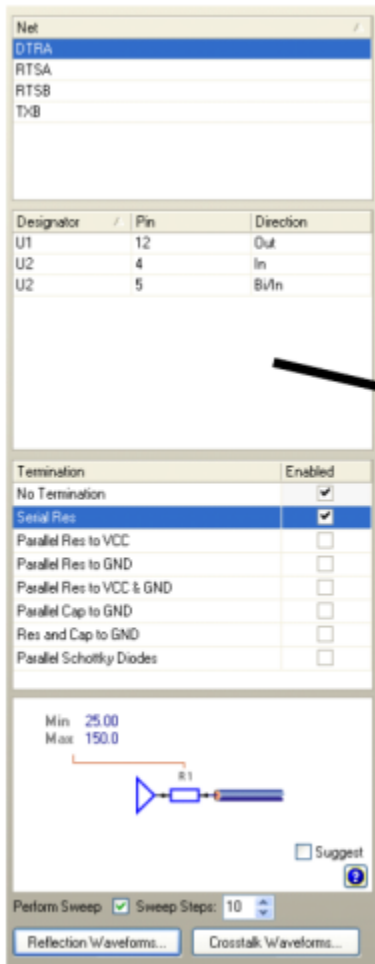 Net
DTRA
RTSA
RTSB
TXB
Designator Pin Direction
U1 12 Out
U2 4 In
U2 5 Bi/In
Termination Enabled
No Termination
Serial Res
Parallel Res to VCC
Parallel Res to GND
Parallel Res to VCC & GND
Parallel Cap to GND
Res and Cap to GND
Parallel Schottky Diodes
Min 25.00
Max 150.0
R1
Suggest
?
Perform Sweep Sweep Steps: 10
Reflection Waveforms... Crosstalk Waveforms...